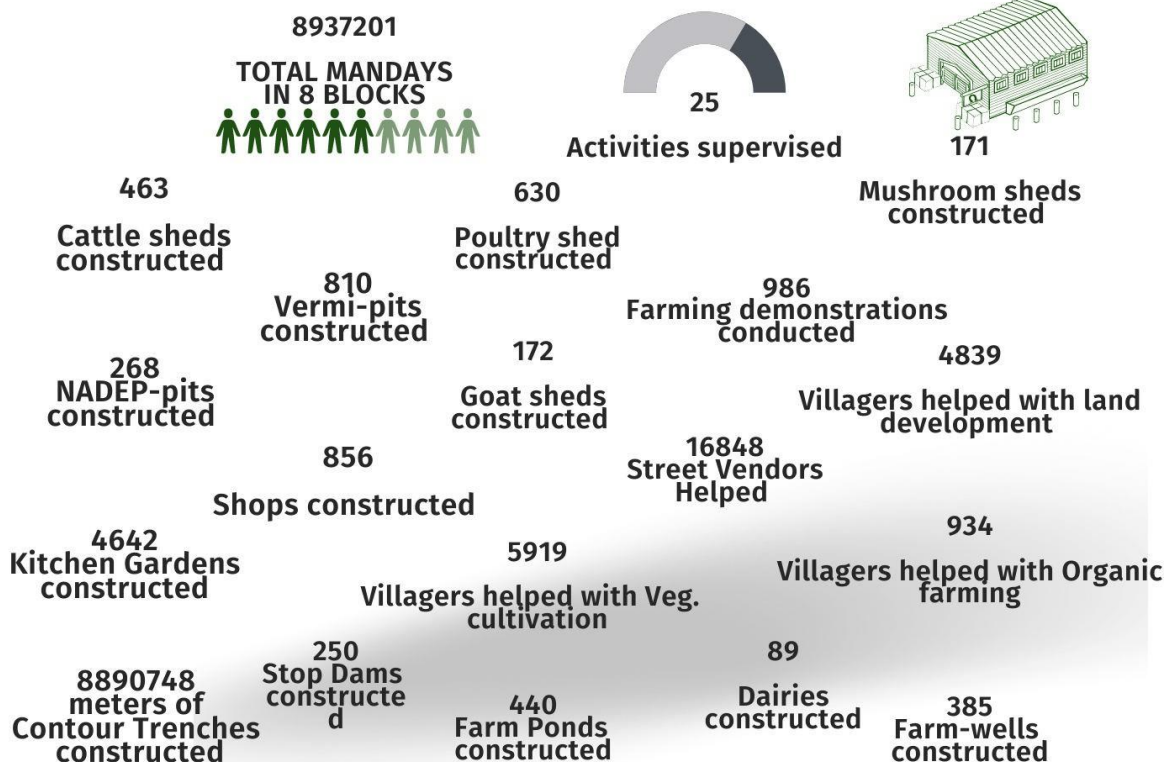 8937201
TOTAL MANDAYS
IN 8 BLOCKS
25
Activities supervised
171
Mushroom sheds
constructed
463
Cattle sheds
constructed
630
Poultry shed
constructed
810
Vermi-pits
constructed
986
Farming demonstrations
conducted
268
NADEP-pits
constructed
172
Goat sheds
constructed
4839
Villagers helped with land
development
856
Shops constructed
16848
Street Vendors
Helped
4642
Kitchen Gardens
constructed
5919
Villagers helped with Veg.
cultivation
934
Villagers helped with Organic
farming
8890748
meters of
Contour Trenches
constructed
250
Stop Dams
constructe
d
440
Farm Ponds
constructed
89
Dairies
constructed
385
Farm-wells
constructed